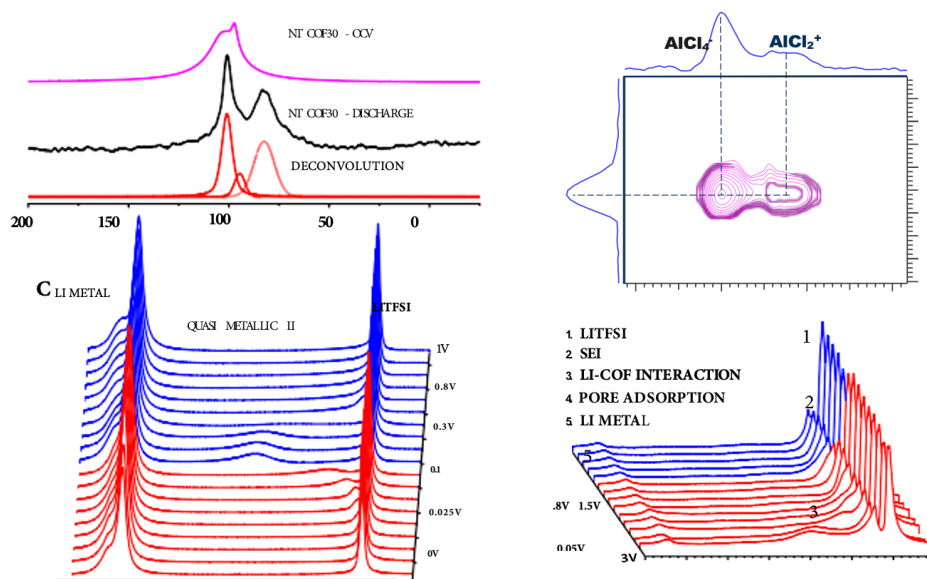 NT COF30 - OCV
NT COF30 - DISCHARGE
DECONVOLUTION
200 150 100 50 0
AlCl4- AlCl2+
C LI METAL
QUASI METALLIC II
LITFSI
1V
0.8V
0.3V
0.1
0.025V
0V
1. LITFSI
2 SEI
3. LI-COF INTERACTION
4 PORE ADSORPTION
5. LI METAL
1
2
5
3
.8V 1.5V
0.05V
3V